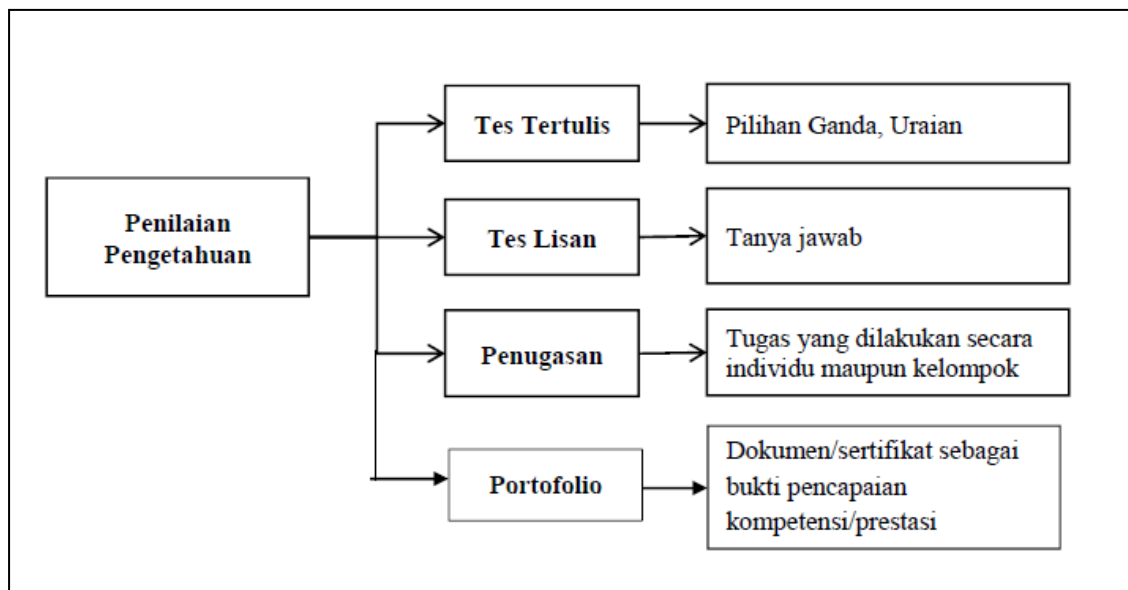 Penilaian
Pengetahuan
Tes Tertulis
Pilihan Ganda, Uraian
Tes Lisan
Tanya jawab
Penugasan
Tugas yang dilakukan secara
individu maupun kelompok
Portofolio
Dokumen/sertifikat sebagai
bukti pencapaian
kompetensi/prestasi